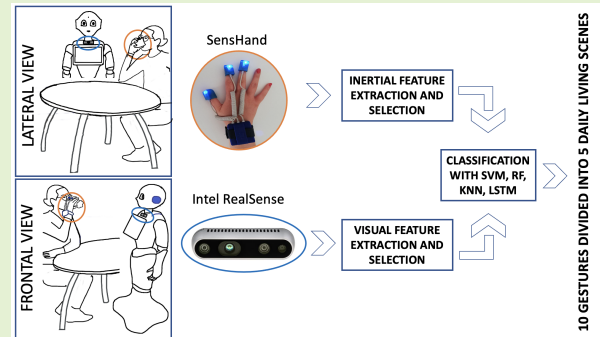 LATERAL VIEW
FRONTAL VIEW
SensHand
Intel RealSense
INERTIAL FEATURE
EXTRACTION AND
SELECTION
VISUAL FEATURE
EXTRACTION AND
SELECTION
CLASSIFICATION
WITH SVM, RF,
KNN, LSTM
10 GESTURES DIVIDED INTO 5 DAILY LIVING SCENES